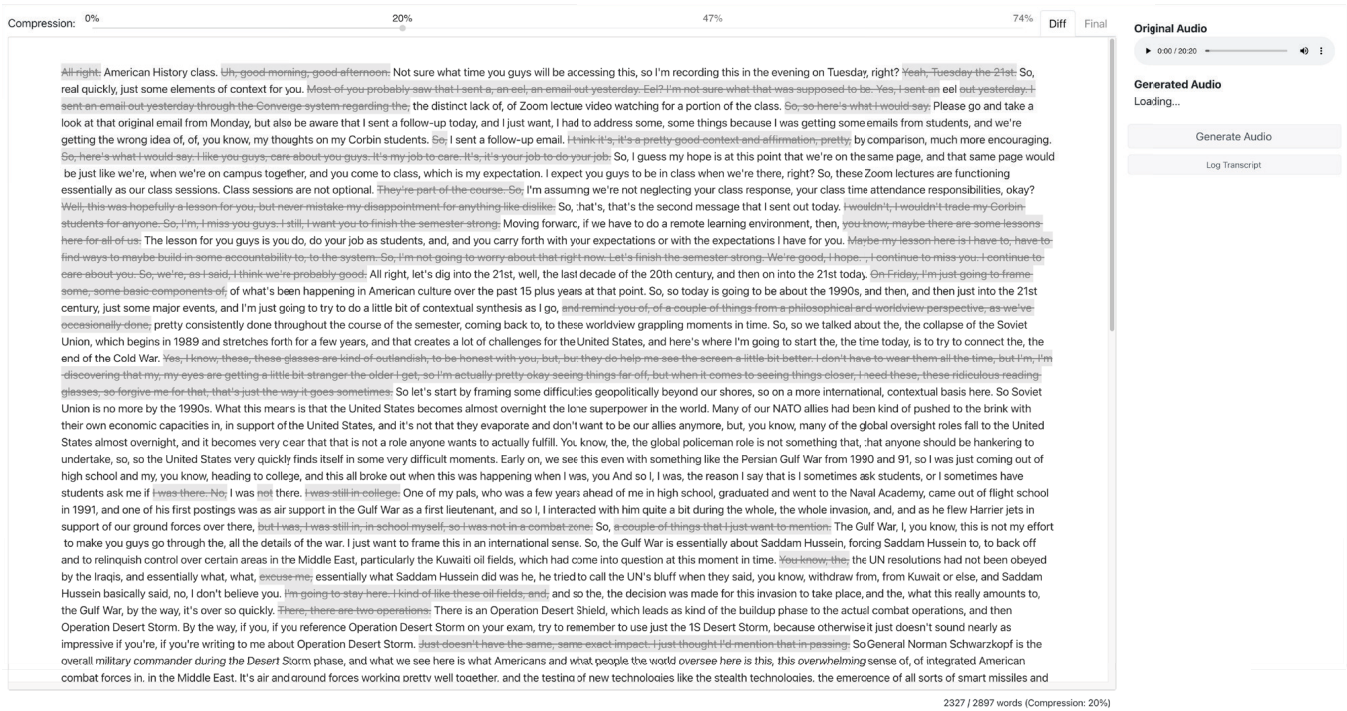 Compression: 0% 20% 47% 74% Diff Final
Original Audio
0:00 / 20:20
Generated Audio
Loading...
Generate Audio
Log Transcript
All right. American History class. Uh, good morning, good afternoon. Not sure what time you guys will be accessing this, so I'm recording this in the evening on Tuesday, right? Yeah, Tuesday the 21st. So,
real quickly, just some elements of context for you. Most of you probably saw that I sent a, an eel, an email out yesterday. Eel? I'm not sure what that was supposed to be. Yes, I sent an eel out yesterday. I
sent an email out yesterday through the Converge system regarding the, the distinct lack of, of Zoom lecture video watching for a portion of the class. So, so here's what I would say. Please go and take a
look at that original email from Monday, but also be aware that I sent a follow-up today, and I just want, I had to address some, some things because I was getting some emails from students, and we're
getting the wrong idea of, of, you know, my thoughts on my Corbin students. So, I sent a follow-up email. I think it's, it's a pretty good context and affirmation, pretty, by comparison, much more encouraging.
So, here's what I would say. I like you guys, care about you guys. It's my job to care. It's, it's your job to do your job. So, I guess my hope is at this point that we're on the same page, and that same page would
be just like we're, when we're on campus together, and you come to class, which is my expectation. I expect you guys to be in class when we're there, right? So, these Zoom lectures are functioning
essentially as our class sessions. Class sessions are not optional. They're part of the course. So, I'm assuming we're not neglecting your class response, your class time attendance responsibilities, okay?
Well, this was hopefully a lesson for you, but never mistake my disappointment for anything like dislike. So, that's, that's the second message that I sent out today. I wouldn't, I wouldn't trade my Corbin
students for anyone. So, I'm, I miss you guys. I still, I want you to finish the semester strong. Moving forward, if we have to do a remote learning environment, then, you know, maybe there are some lessons
here for all of us. The lesson for you guys is you do, do your job as students, and, and you carry forth with your expectations or with the expectations I have for you. Maybe my lesson here is I have to, have to
find ways to maybe build in some accountability to, to the system. So, I'm not going to worry about that right now. Let's finish the semester strong. We're good, I hope. , I continue to miss you. I continue to
care about you. So, we're, as I said, I think we're probably good. All right, let's dig into the 21st, well, the last decade of the 20th century, and then on into the 21st today. On Friday, I'm just going to frame
some, some basic components of, of what's been happening in American culture over the past 15 plus years at that point. So, so today is going to be about the 1990s, and then, and then just into the 21st
century, just some major events, and I'm just going to try to do a little bit of contextual synthesis as I go, and remind you of, of a couple of things from a philosophical and worldview perspective, as we've
occasionally done, pretty consistently done throughout the course of the semester, coming back to, to these worldview grappling moments in time. So, so we talked about the, the collapse of the Soviet
Union, which begins in 1989 and stretches forth for a few years, and that creates a lot of challenges for the United States, and here's where I'm going to start the, the time today, is to try to connect the, the
end of the Cold War. Yes, I know, these, these glasses are kind of outlandish, to be honest with you, but, but they do help me see the screen a little bit better. I don't have to wear them all the time, but I'm, I'm
discovering that my, my eyes are getting a little bit stranger the older I get, so I'm actually pretty okay seeing things far off, but when it comes to seeing things closer, I need these, these ridiculous reading
glasses, so forgive me for that, that's just the way it goes sometimes. So let's start by framing some difficulties geopolitically beyond our shores, so on a more international, contextual basis here. So Soviet
Union is no more by the 1990s. What this means is that the United States becomes almost overnight the lone superpower in the world. Many of our NATO allies had been kind of pushed to the brink with
their own economic capacities in, in support of the United States, and it's not that they evaporate and don't want to be our allies anymore, but, you know, many of the global oversight roles fall to the United
States almost overnight, and it becomes very clear that that is not a role anyone wants to actually fulfill. You know, the, the global policeman role is not something that, that anyone should be hankering to
undertake, so, so the United States very quickly finds itself in some very difficult moments. Early on, we see this even with something like the Persian Gulf War from 1990 and 91, so I was just coming out of
high school and my, you know, heading to college, and this all broke out when this was happening when I was, you And so I, I was, the reason I say that is I sometimes ask students, or I sometimes have
students ask me if I was there. No, I was not there. I was still in college. One of my pals, who was a few years ahead of me in high school, graduated and went to the Naval Academy, came out of flight school
in 1991, and one of his first postings was as air support in the Gulf War as a first lieutenant, and so I, I interacted with him quite a bit during the whole, the whole invasion, and, and as he flew Harrier jets in
support of our ground forces over there, but I was, I was still in, in school myself, so I was not in a combat zone. So, a couple of things that I just want to mention. The Gulf War, I, you know, this is not my effort
to make you guys go through the, all the details of the war. I just want to frame this in an international sense. So, the Gulf War is essentially about Saddam Hussein, forcing Saddam Hussein to, to back off
and to relinquish control over certain areas in the Middle East, particularly the Kuwaiti oil fields, which had come into question at this moment in time. You know, the, the UN resolutions had not been obeyed
by the Iraqis, and essentially what, what, excuse me, essentially what Saddam Hussein did was he, he tried to call the UN's bluff when they said, you know, withdraw from, from Kuwait or else, and Saddam
Hussein basically said, no, I don't believe you. I'm going to stay here. I kind of like these oil fields, and, and so the, the decision was made for this invasion to take place, and the, what this really amounts to,
the Gulf War, by the way, it's over so quickly. There, there are two operations. There is an Operation Desert Shield, which leads as kind of the buildup phase to the actual combat operations, and then
Operation Desert Storm. By the way, if you, if you reference Operation Desert Storm on your exam, try to remember to use just the 1S Desert Storm, because otherwise it just doesn't sound nearly as
impressive if you're, if you're writing to me about Operation Desert Storm. Just doesn't have the same, same exact impact. I just thought I'd mention that in passing. So General Norman Schwarzkopf is the
overall military commander during the Desert Storm phase, and what we see here is what Americans and what people the world oversee here is this, this overwhelming sense of, of integrated American
combat forces in, in the Middle East. It's air and ground forces working pretty well together, and the testing of new technologies like the stealth technologies, the emergence of all sorts of smart missiles and
2327 / 2897 words (Compression: 20%)